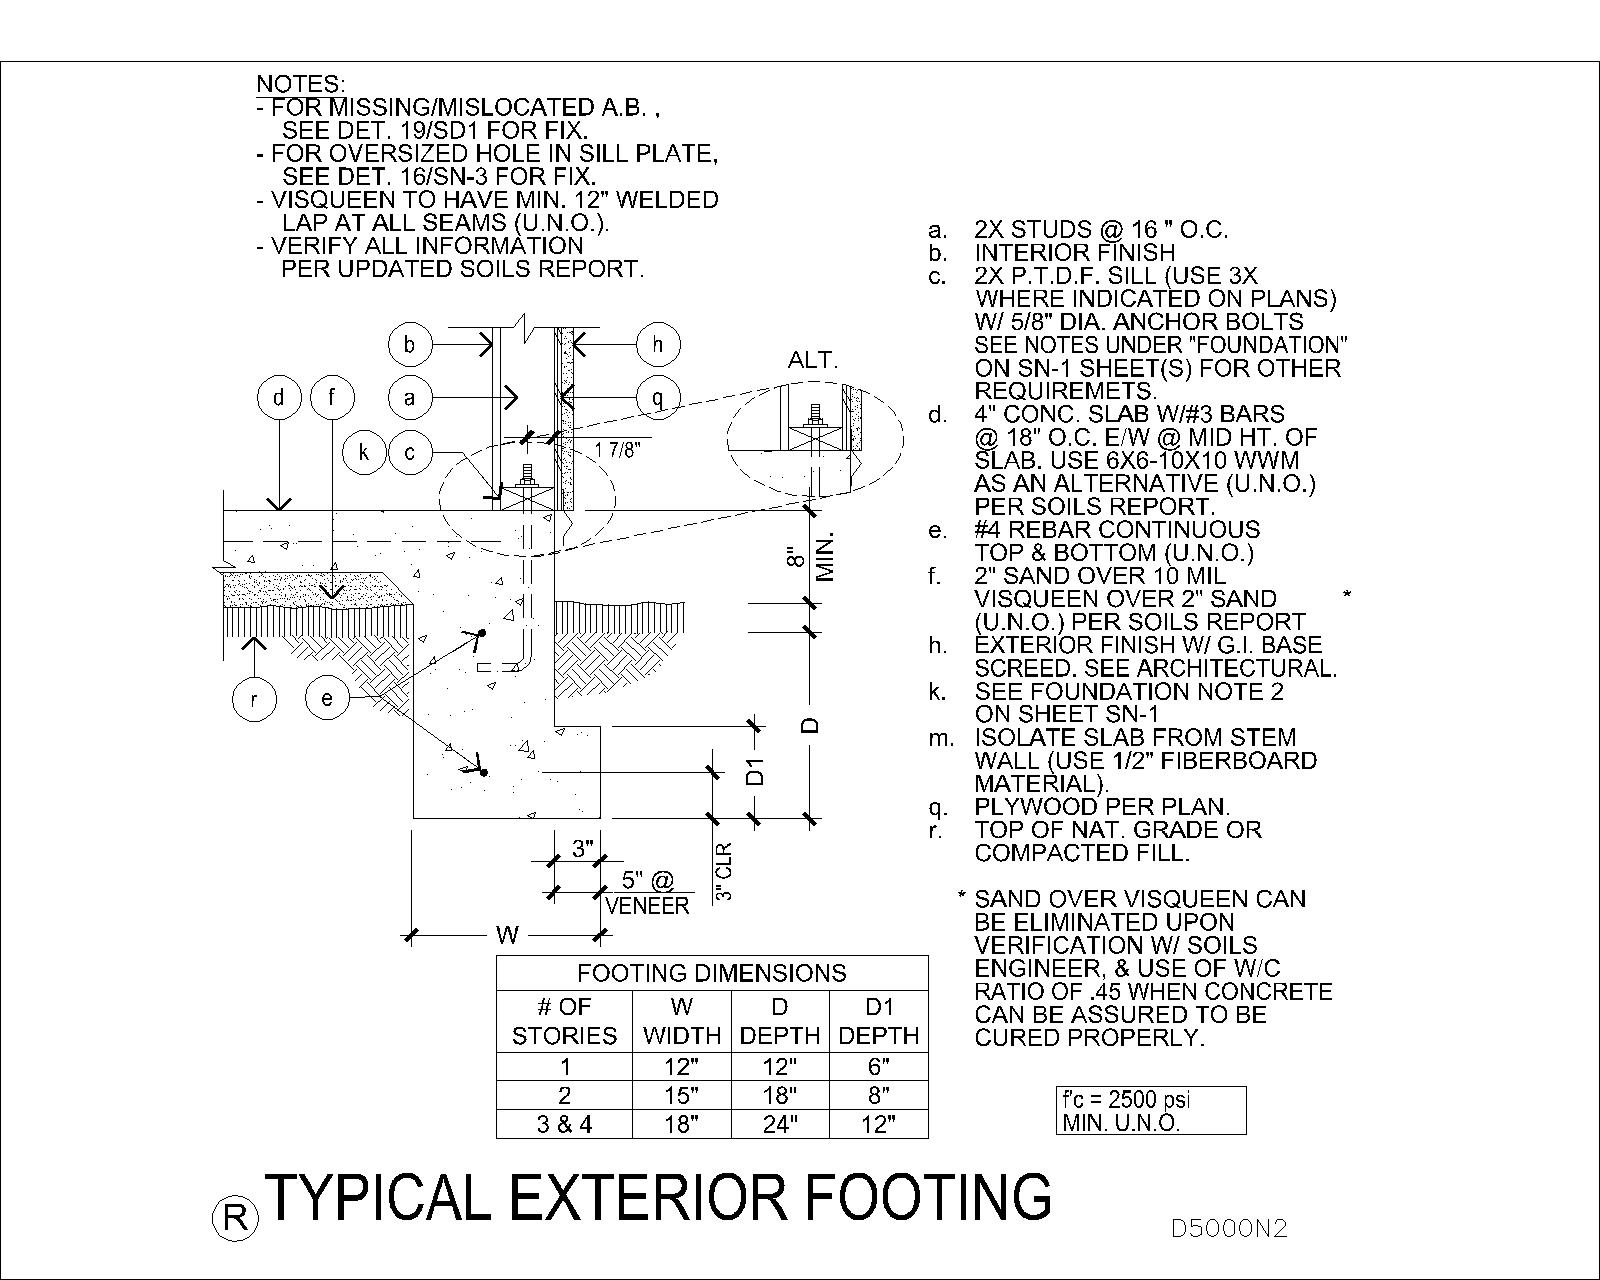 NOTES:
- FOR MISSING/MISLOCATED A.B. ,
SEE DET. 19/SD1 FOR FIX.
- FOR OVERSIZED HOLE IN SILL PLATE,
SEE DET. 16/SN-3 FOR FIX.
- VISQUEEN TO HAVE MIN. 12" WELDED
LAP AT ALL SEAMS (U.N.O.).
- VERIFY ALL INFORMATION
PER UPDATED SOILS REPORT.
b
h
ALT.
d
f
a
q
k
c
1 7/8"
8"
MIN.
r
e
D
D1
3"
3" CLR
5" @
VENEER
W
a. 2X STUDS @ 16 " O.C.
b. INTERIOR FINISH
c. 2X P.T.D.F. SILL (USE 3X
WHERE INDICATED ON PLANS)
W/ 5/8" DIA. ANCHOR BOLTS
SEE NOTES UNDER "FOUNDATION"
ON SN-1 SHEET(S) FOR OTHER
REQUIREMETS.
d. 4" CONC. SLAB W/#3 BARS
@ 18" O.C. E/W @ MID HT. OF
SLAB. USE 6X6-10X10 WWM
AS AN ALTERNATIVE (U.N.O.)
PER SOILS REPORT.
e. #4 REBAR CONTINUOUS
TOP & BOTTOM (U.N.O.)
f. 2" SAND OVER 10 MIL
VISQUEEN OVER 2" SAND *
(U.N.O.) PER SOILS REPORT
h. EXTERIOR FINISH W/ G.I. BASE
SCREED. SEE ARCHITECTURAL.
k. SEE FOUNDATION NOTE 2
ON SHEET SN-1
m. ISOLATE SLAB FROM STEM
WALL (USE 1/2" FIBERBOARD
MATERIAL).
q. PLYWOOD PER PLAN.
r. TOP OF NAT. GRADE OR
COMPACTED FILL.
* SAND OVER VISQUEEN CAN
BE ELIMINATED UPON
VERIFICATION W/ SOILS
ENGINEER, & USE OF W/C
RATIO OF .45 WHEN CONCRETE
CAN BE ASSURED TO BE
CURED PROPERLY.
FOOTING DIMENSIONS
# OF STORIES W WIDTH D DEPTH D1 DEPTH
1 12" 12" 6"
2 15" 18" 8"
3 & 4 18" 24" 12"
f'c = 2500 psi
MIN. U.N.O.
R TYPICAL EXTERIOR FOOTING
D5000N2